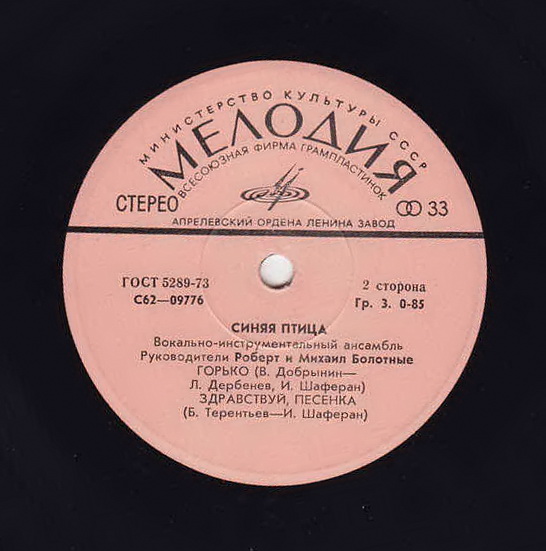 МИНИСТЕРСТВО КУЛЬТУРЫ СССР
МЕЛОДИЯ
ВСЕСОЮЗНАЯ ФИРМА ГРАМПЛАСТИНОК
СТЕРЕО
33
АПРЕЛЕВСКИЙ ОРДЕНА ЛЕНИНА ЗАВОД
ГОСТ 5289-73
2 сторона
С62—09776
Гр. 3. 0-85
СИНЯЯ ПТИЦА
Вокально-инструментальный ансамбль
Руководители Роберт и Михаил Болотные
ГОРЬКО (В. Добрынин—
Л. Дербенев, И. Шаферан)
ЗДРАВСТВУЙ, ПЕСЕНКА
(Б. Терентьев—И. Шаферан)